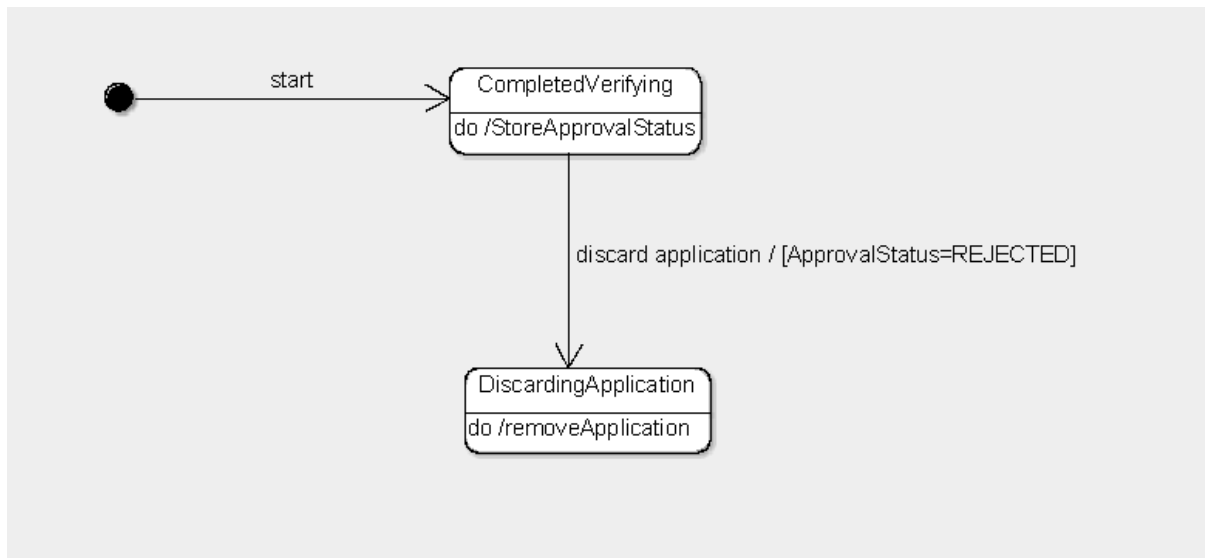 start
CompletedVerifying
do /StoreApprovalStatus
discard application / [ApprovalStatus=REJECTED]
DiscardingApplication
do /removeApplication